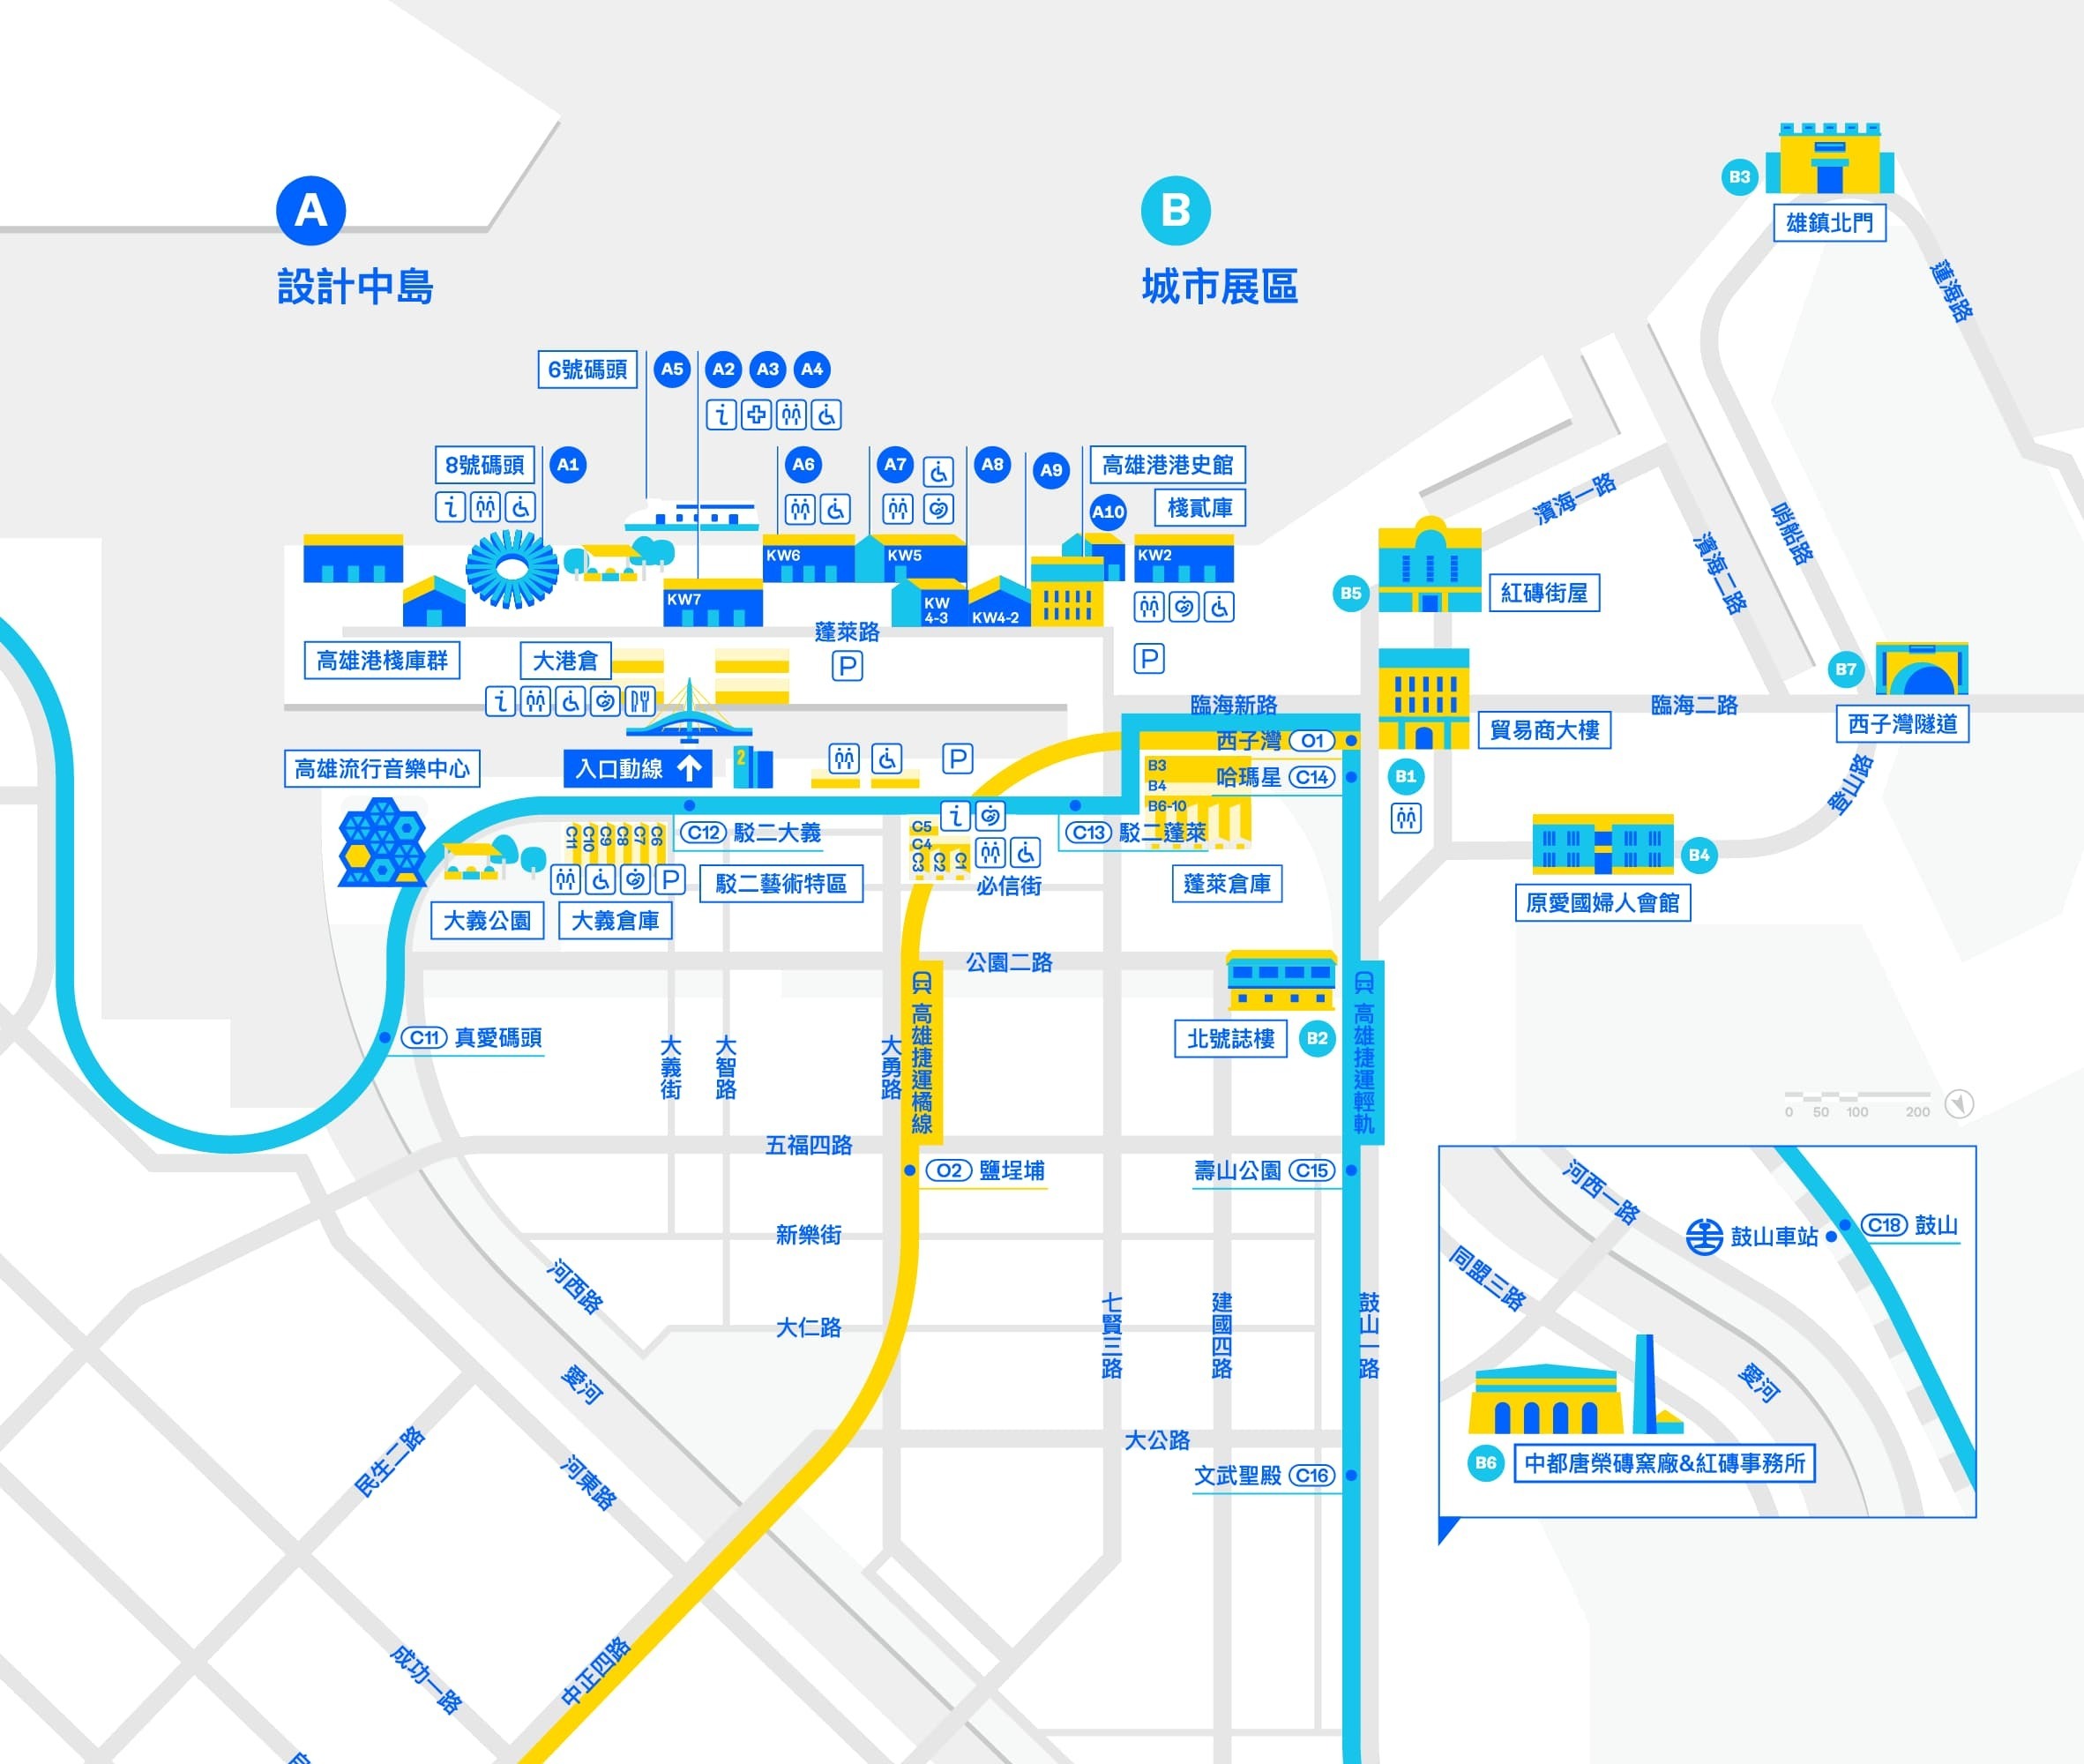 A
設計中島
B
城市展區
B3
雄鎮北門
蓮海路
6號碼頭
A5
A2
A3
A4
8號碼頭
A1
A6
A7
A8
A9
高雄港港史館
A10
棧貳庫
KW6
KW5
KW2
KW7
KW
4-3
KW4-2
蓬萊路
P
P
高雄港棧庫群
大港倉
濱海一路
濱海二路
哨船路
B5
紅磚街屋
B7
西子灣隧道
臨海新路
臨海二路
貿易商大樓
B1
西子灣 O1
哈瑪星 C14
B3
B4
B6-10
高雄流行音樂中心
入口動線
2
P
登山路
C12 駁二大義
C13 駁二蓬萊
C11
C10
C9
C8
C7
C6
C5
C4
C3
C2
C1
P
駁二藝術特區
必信街
蓬萊倉庫
大義公園
大義倉庫
B4
原愛國婦人會館
公園二路
C11 真愛碼頭
大義街
大智路
大勇路
高雄捷運橘線
北號誌樓
B2
高雄捷運輕軌
0 50 100 200
五福四路
O2 鹽埕埔
壽山公園 C15
新樂街
河西路
大仁路
七賢三路
建國四路
鼓山一路
愛河
大公路
文武聖殿 C16
民生二路
河東路
成功一路
中正四路
河西一路
鼓山車站
C18 鼓山
同盟三路
愛河
B6
中都唐榮磚窯廠&紅磚事務所